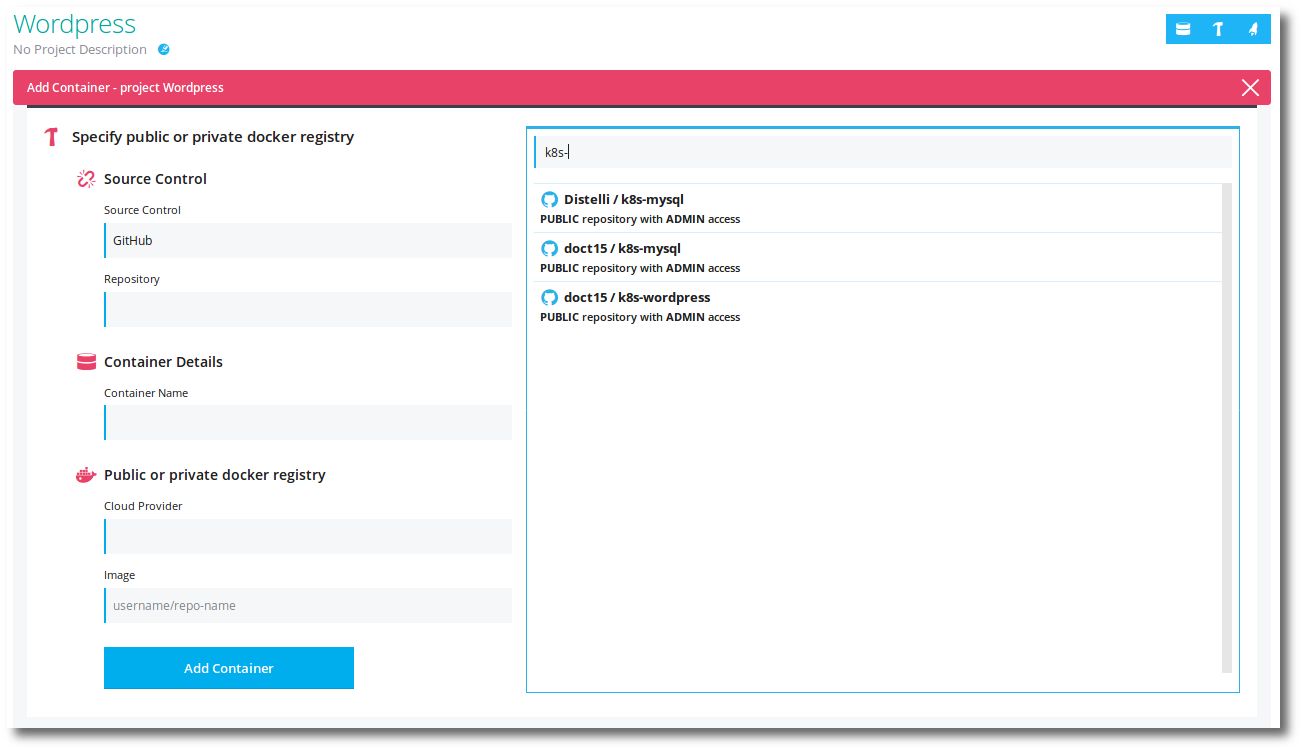 Wordpress
No Project Description
Add Container - project Wordpress
Specify public or private docker registry
Source Control
Source Control
GitHub
Repository
Container Details
Container Name
Public or private docker registry
Cloud Provider
Image
username/repo-name
Add Container
k8s-
Distelli / k8s-mysql
PUBLIC repository with ADMIN access
doct15 / k8s-mysql
PUBLIC repository with ADMIN access
doct15 / k8s-wordpress
PUBLIC repository with ADMIN access